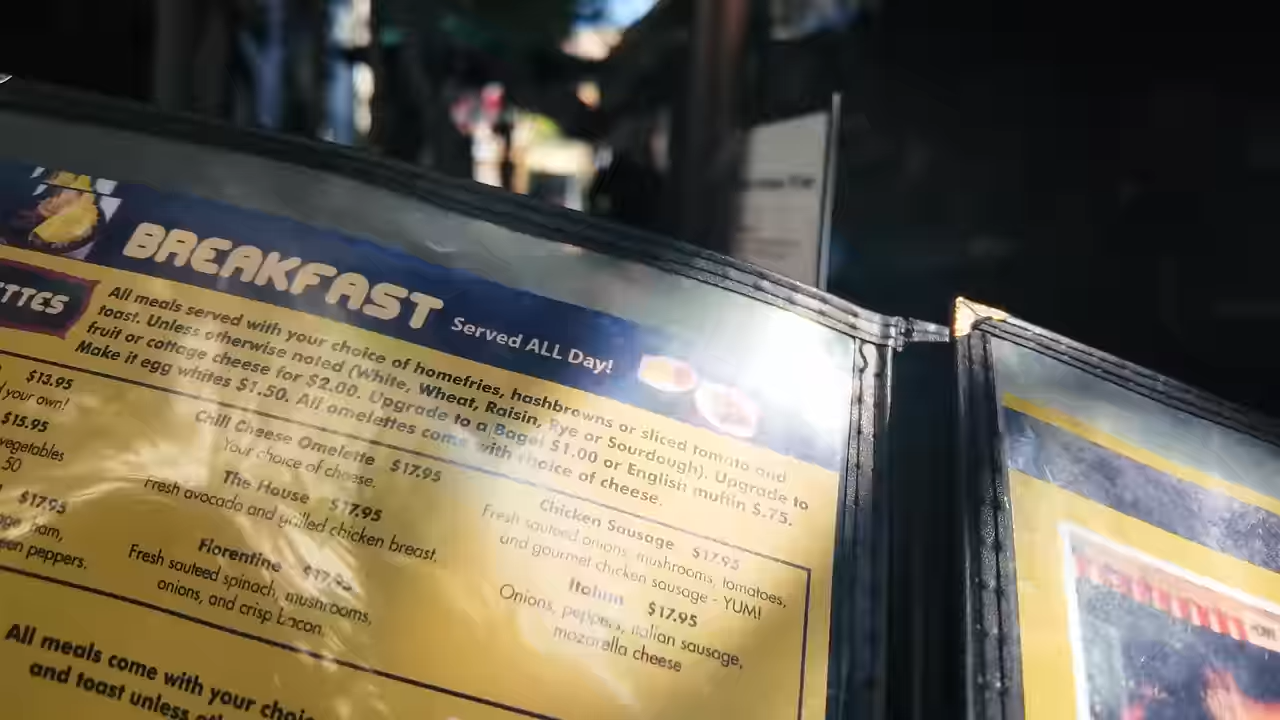 BREAKFAST Served ALL Day!
ETTES
All meals served with your choice of homefries, hashbrowns or sliced tomato and
toast. Unless otherwise noted (White, Wheat, Raisin, Rye or Sourdough). Upgrade to
fruit or cottage cheese for $2.00. Upgrade to a Bagel $1.00 or English muffin $.75.
Make it egg whites $1.50. All omelettes come with choice of cheese.
$13.95
your own!
$15.95
vegetables
.50
$17.95
ham,
peppers.
Chili Cheese Omelette $17.95
Your choice of cheese.
The House $17.95
Fresh avocado and grilled chicken breast.
Florentine $17.95
Fresh sauteed spinach, mushrooms,
onions, and crisp bacon.
Chicken Sausage $17.95
Fresh sauteed onions, mushrooms, tomatoes,
and gourmet chicken sausage - YUM!
Italian $17.95
Onions, peppers, italian sausage,
mozarella cheese
All meals come with your choic
and toast unless oth